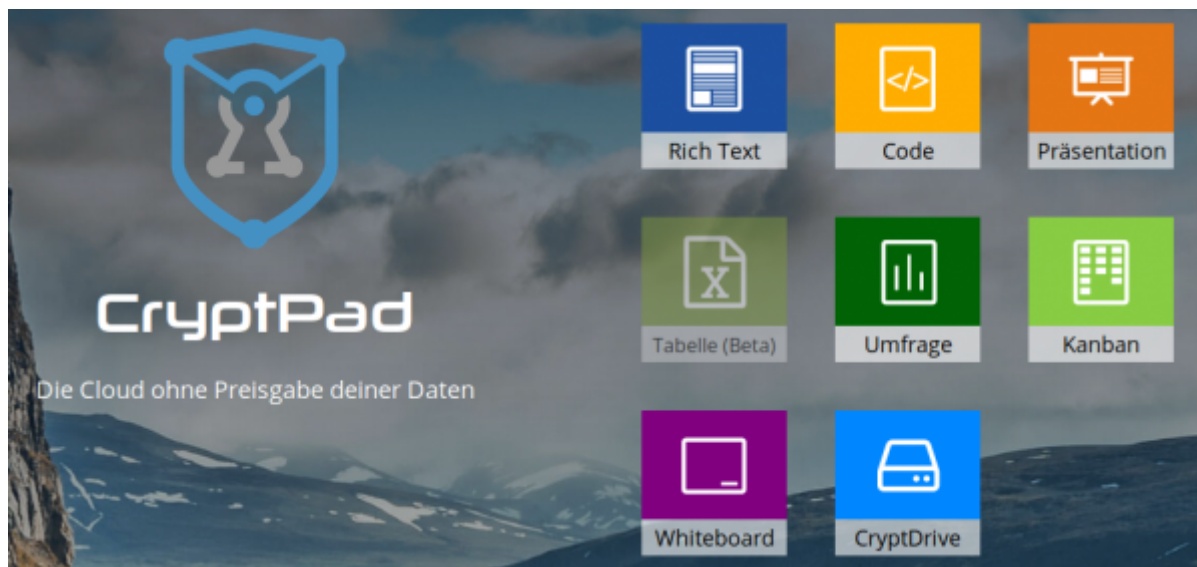 CryptPad
Die Cloud ohne Preisgabe deiner Daten
Rich Text
Code
Präsentation
Tabelle (Beta)
Umfrage
Kanban
Whiteboard
CryptDrive